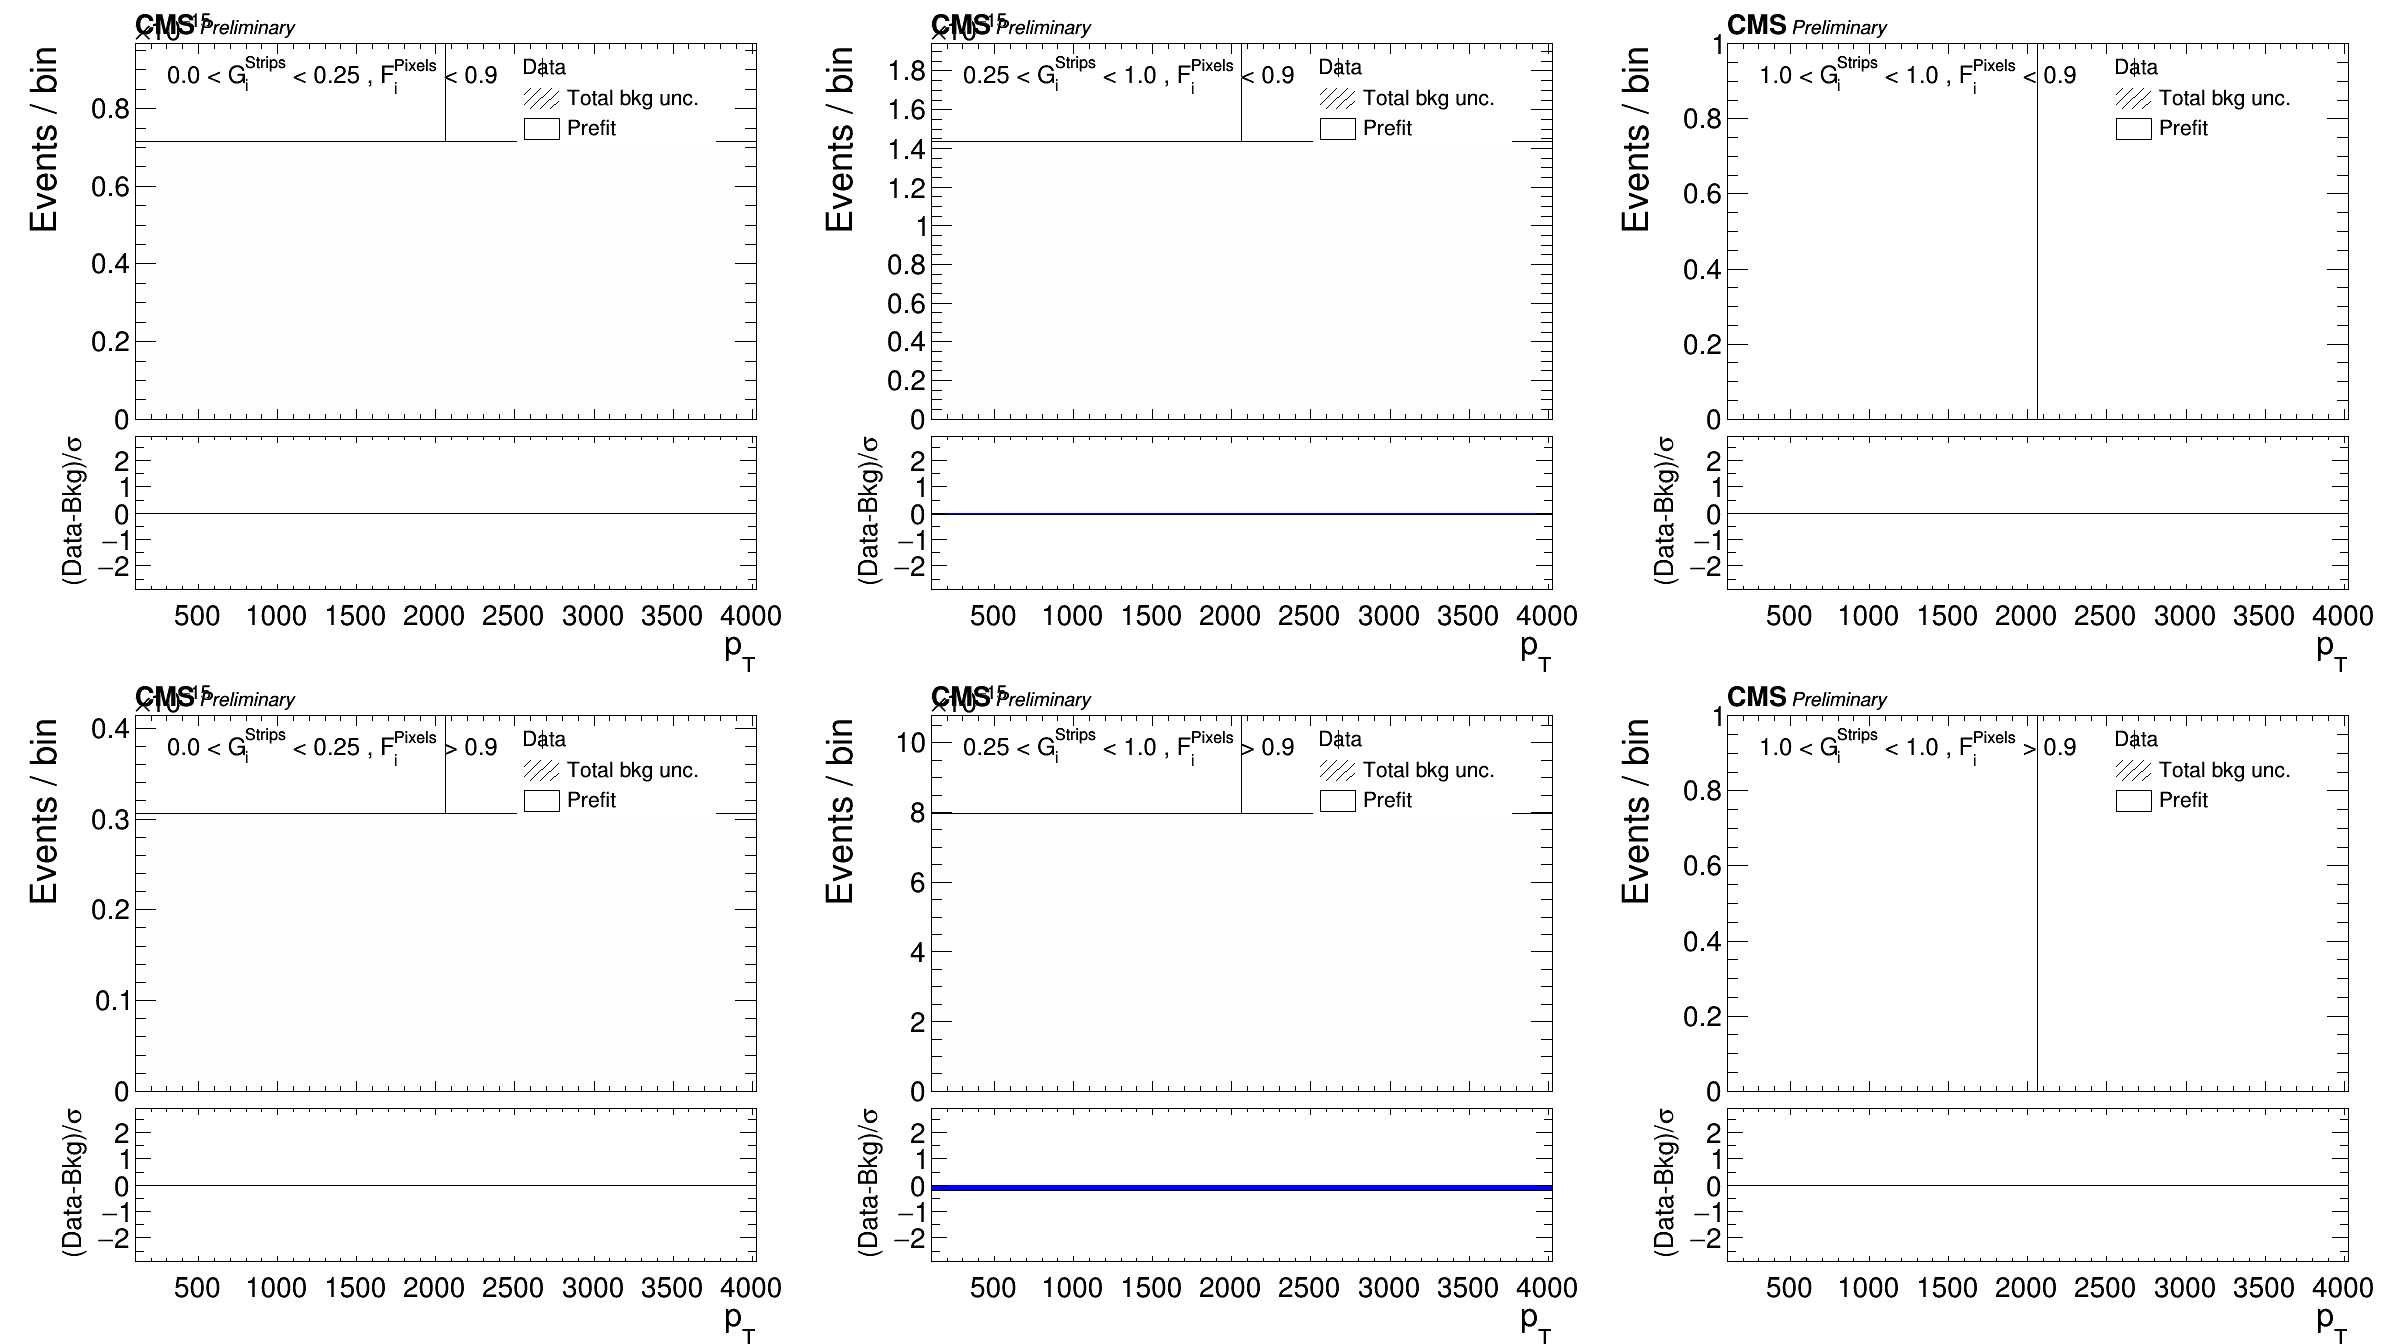 CMS Preliminary
Events / bin
0.0 < G_i^Strips < 0.25 , F_i^Pixels < 0.9
Data
Total bkg unc.
Prefit
0.8
0.6
0.4
0.2
0
(Data-Bkg)/σ
2
1
0
−1
−2
500 1000 1500 2000 2500 3000 3500 4000
p_T
CMS Preliminary
Events / bin
0.25 < G_i^Strips < 1.0 , F_i^Pixels < 0.9
Data
Total bkg unc.
Prefit
1.8
1.6
1.4
1.2
1
0.8
0.6
0.4
0.2
0
(Data-Bkg)/σ
2
1
0
−1
−2
500 1000 1500 2000 2500 3000 3500 4000
p_T
CMS Preliminary
Events / bin
1.0 < G_i^Strips < 1.0 , F_i^Pixels < 0.9
Data
Total bkg unc.
Prefit
1
0.8
0.6
0.4
0.2
0
(Data-Bkg)/σ
2
1
0
−1
−2
500 1000 1500 2000 2500 3000 3500 4000
p_T
CMS Preliminary
Events / bin
0.0 < G_i^Strips < 0.25 , F_i^Pixels > 0.9
Data
Total bkg unc.
Prefit
0.4
0.3
0.2
0.1
0
(Data-Bkg)/σ
2
1
0
−1
−2
500 1000 1500 2000 2500 3000 3500 4000
p_T
CMS Preliminary
Events / bin
0.25 < G_i^Strips < 1.0 , F_i^Pixels > 0.9
Data
Total bkg unc.
Prefit
10
8
6
4
2
0
(Data-Bkg)/σ
2
1
0
−1
−2
500 1000 1500 2000 2500 3000 3500 4000
p_T
CMS Preliminary
Events / bin
1.0 < G_i^Strips < 1.0 , F_i^Pixels > 0.9
Data
Total bkg unc.
Prefit
1
0.8
0.6
0.4
0.2
0
(Data-Bkg)/σ
2
1
0
−1
−2
500 1000 1500 2000 2500 3000 3500 4000
p_T